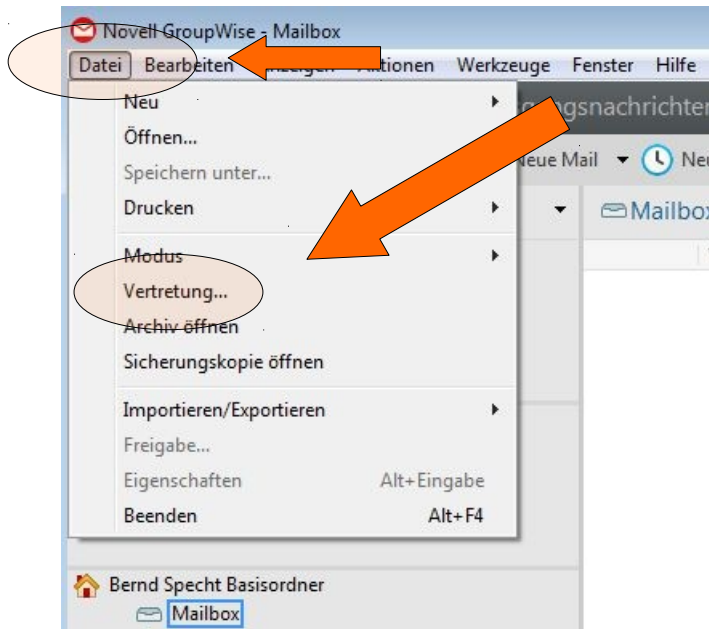 Novell GroupWise - Mailbox
Datei Bearbeiten Anzeigen Aktionen Werkzeuge Fenster Hilfe
Neu
Öffnen...
Neue Mail
Speichern unter...
Drucken
Mailbox
Modus
Vertretung...
Archiv öffnen
Sicherungskopie öffnen
Importieren/Exportieren
Freigabe...
Eigenschaften Alt+Eingabe
Beenden Alt+F4
Bernd Specht Basisordner
Mailbox